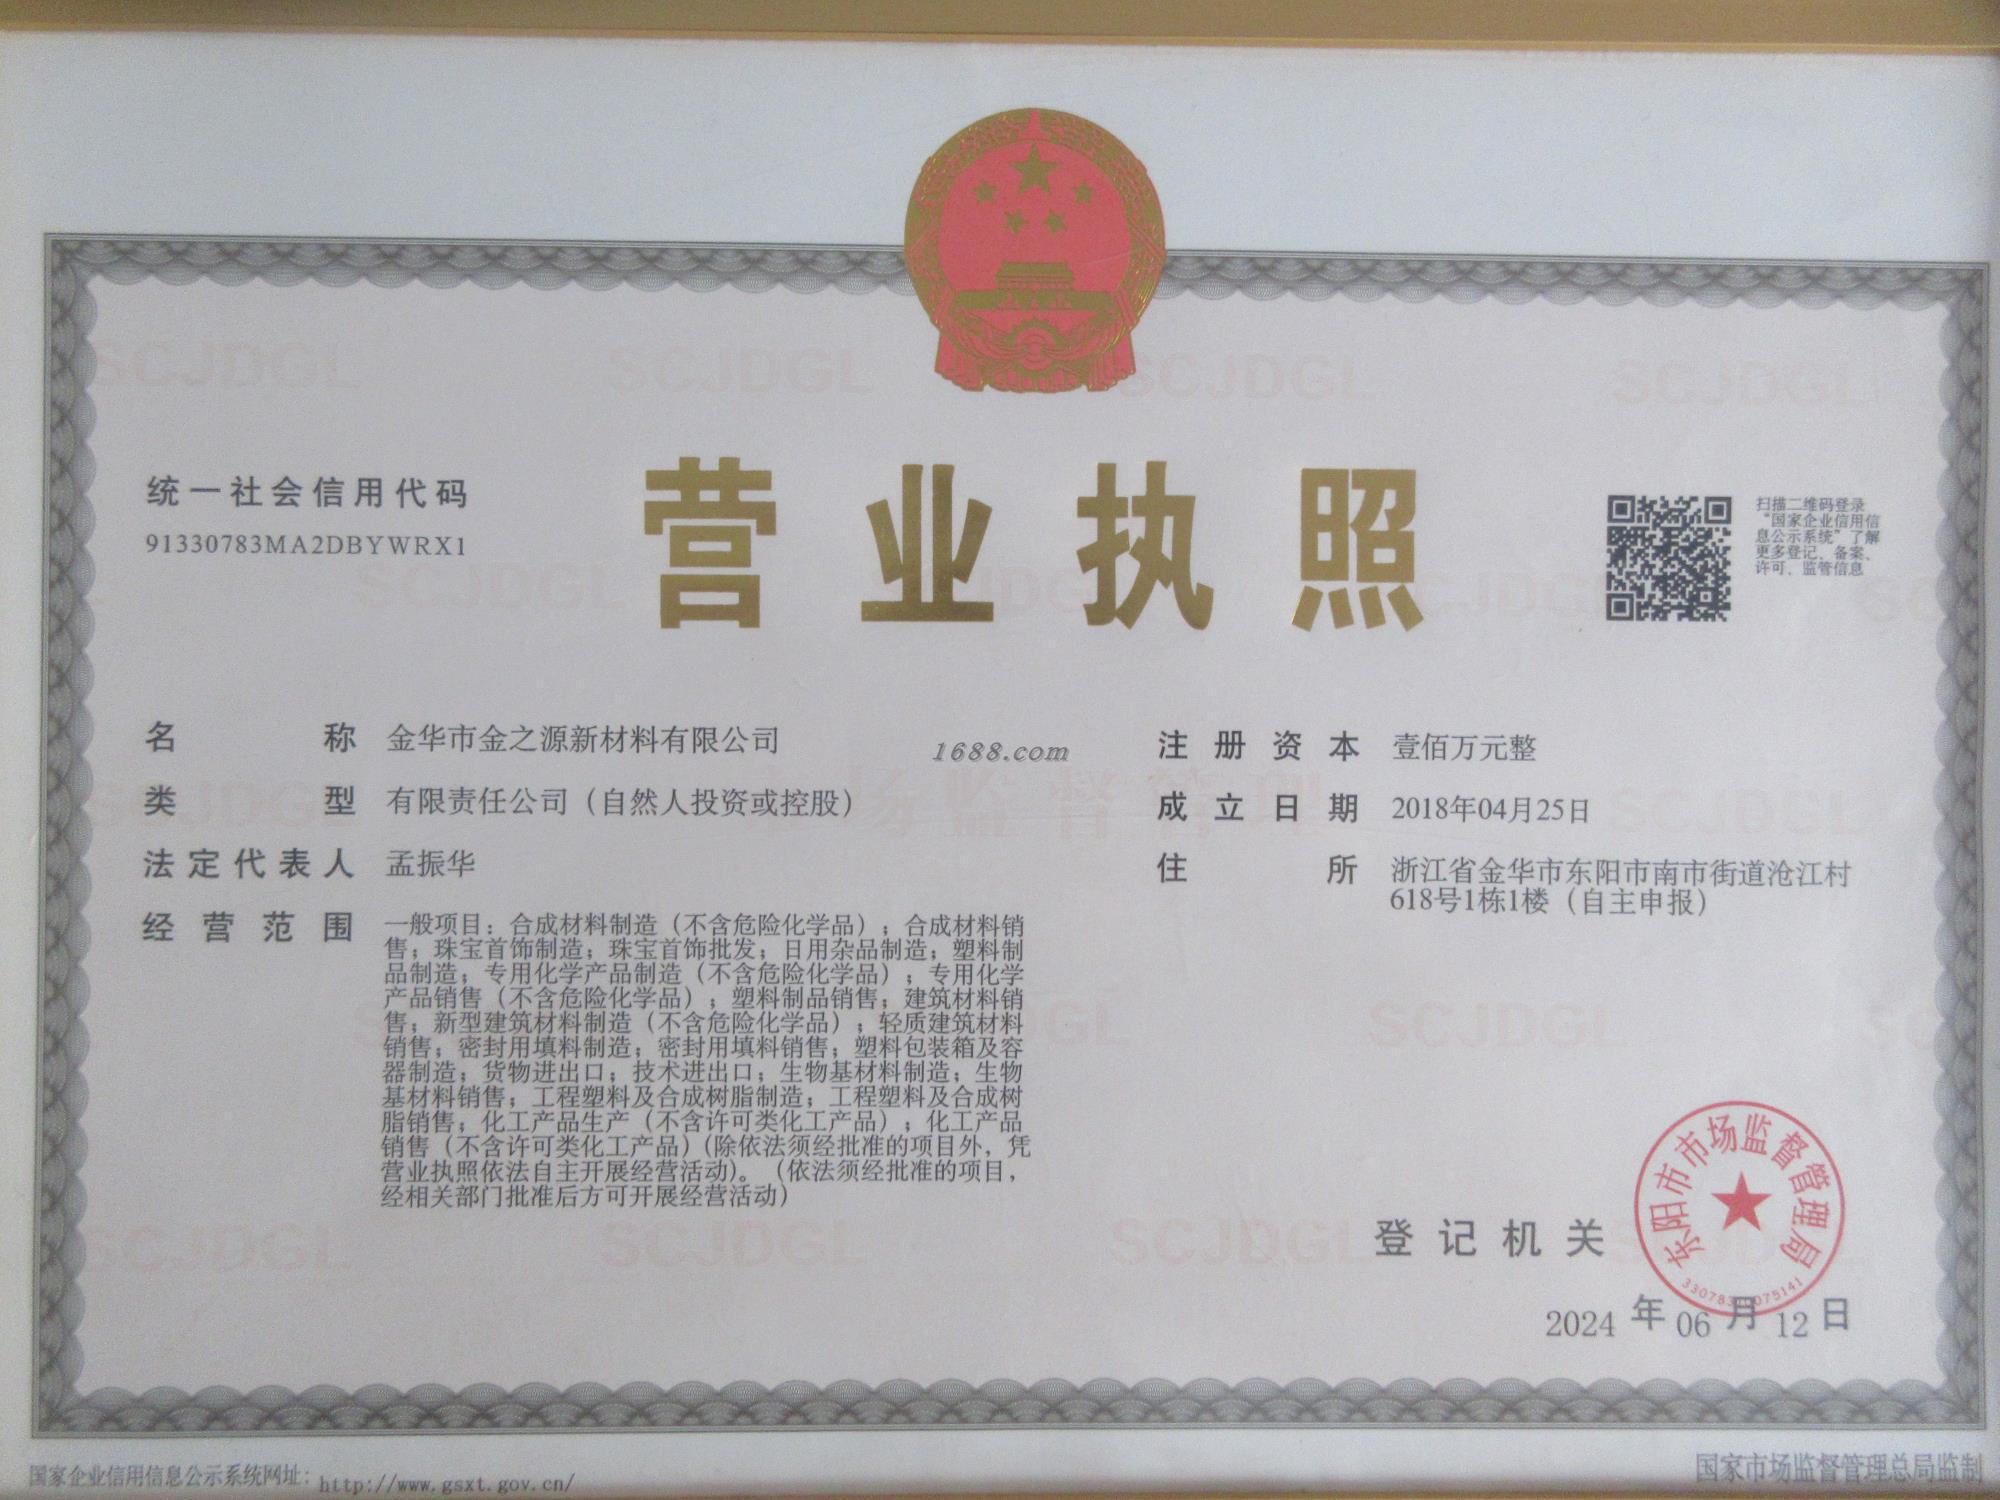 营业执照
统一社会信用代码
91330783MA2DBYWRX1
扫描二维码登录
“国家企业信用信
息公示系统”了解
更多登记、备案、
许可、监管信息
名称 金华市金之源新材料有限公司
类型 有限责任公司（自然人投资或控股）
法定代表人 孟振华
经营范围 一般项目：合成材料制造（不含危险化学品）；合成材料销
售；珠宝首饰制造；珠宝首饰批发；日用杂品制造；塑料制
品制造；专用化学产品制造（不含危险化学品）；专用化学
产品销售（不含危险化学品）；塑料制品销售；建筑材料销
售；新型建筑材料制造（不含危险化学品）；轻质建筑材料
销售；密封用填料制造；密封用填料销售；塑料包装箱及容
器制造；货物进出口；技术进出口；生物基材料制造；生物
基材料销售；工程塑料及合成树脂制造；工程塑料及合成树
脂销售；化工产品生产（不含许可类化工产品）；化工产品
销售（不含许可类化工产品）(除依法须经批准的项目外，凭
营业执照依法自主开展经营活动)。（依法须经批准的项目，
经相关部门批准后方可开展经营活动）
1688.com
注册资本 壹佰万元整
成立日期 2018年04月25日
住所 浙江省金华市东阳市南市街道沧江村
618号1栋1楼（自主申报）
登记机关
东阳市市场监督管理局
2024年06月12日
国家企业信用信息公示系统网址：http://www.gsxt.gov.cn/
国家市场监督管理总局监制
SCJDGL
市场监督管理